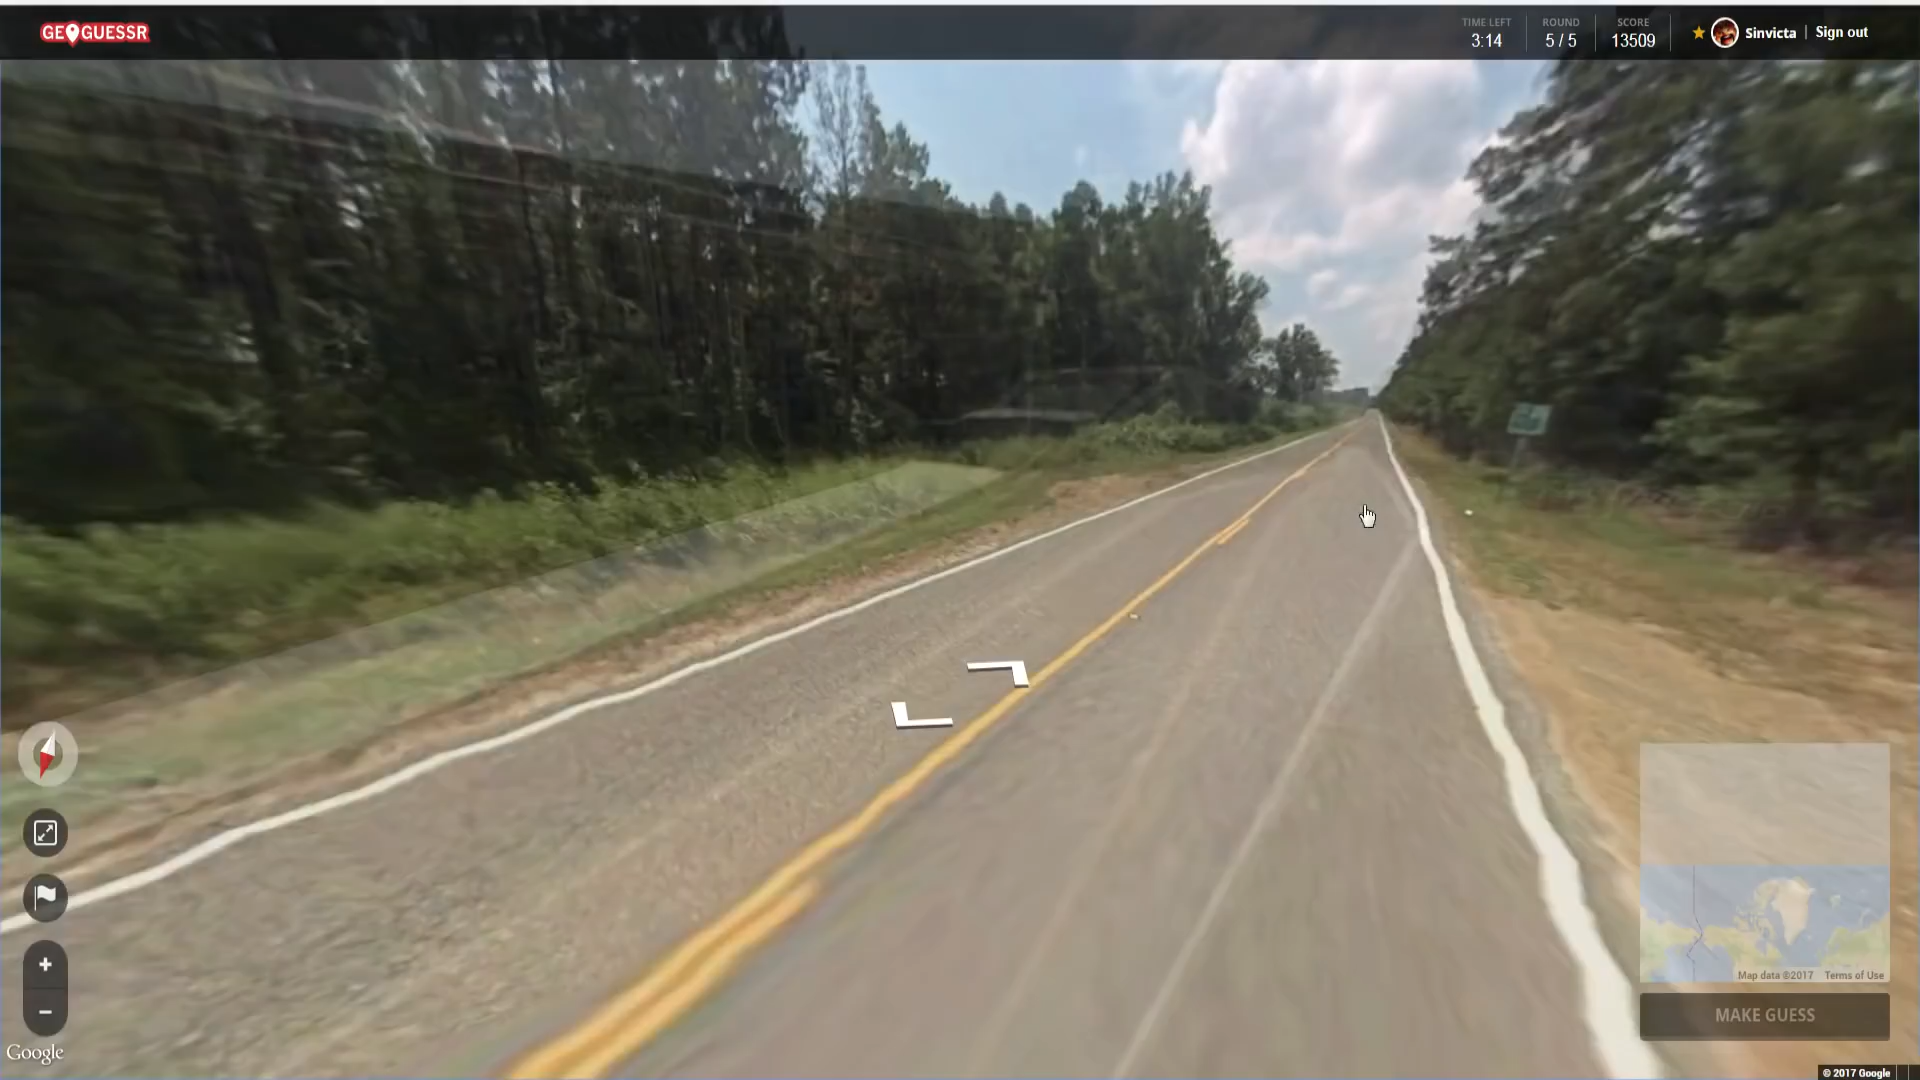 GEOGUESSR
TIME LEFT
3:14
ROUND
5 / 5
SCORE
13509
Sinvicta
Sign out
Map data ©2017 Terms of Use
MAKE GUESS
Google
© 2017 Google